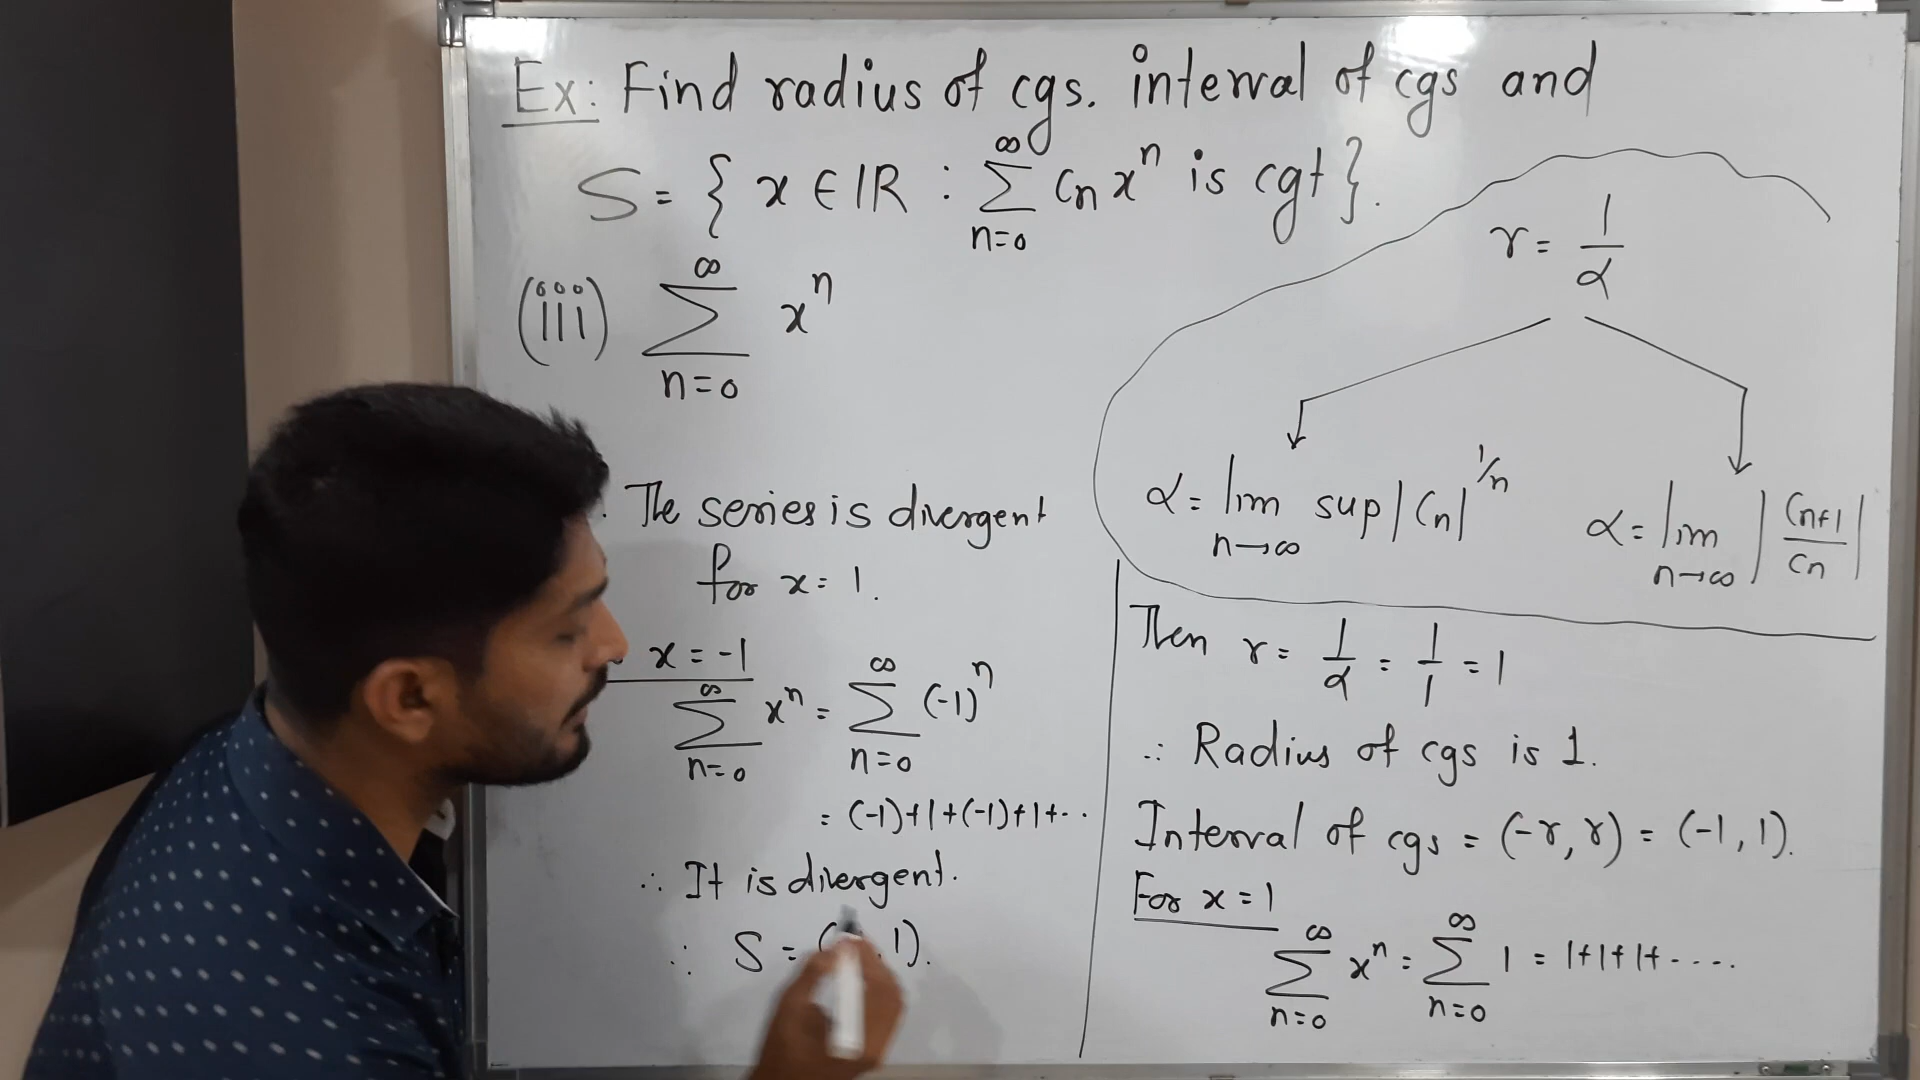 Ex: Find radius of cgs. interval of cgs and
S = { x ∈ IR : ∞ Σ n=0 Cn x^n is cgt }.
(iii) ∞ Σ n=0 x^n
The series is divergent
for x = 1.
x = -1
∞ Σ n=0 x^n = ∞ Σ n=0 (-1)^n
= (-1)+1+(-1)+1+...
∴ It is divergent.
∴ S = ( 1).
r = 1/α
α = lim n→∞ sup |Cn|^1/n
α = lim n→∞ |Cn+1/Cn|
Then r = 1/α = 1/1 = 1
∴ Radius of cgs is 1.
Interval of cgs = (-r, r) = (-1, 1).
For x = 1
∞ Σ n=0 x^n = ∞ Σ n=0 1 = 1+1+1+....